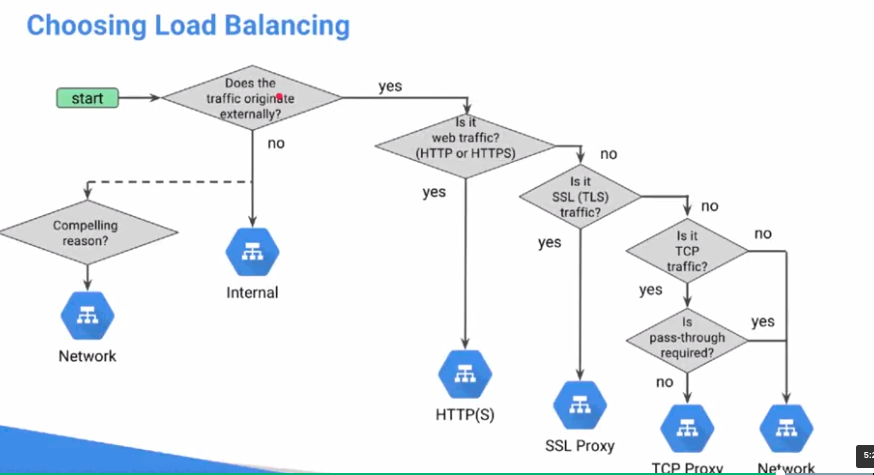 Choosing Load Balancing
start
Does the
traffic originate
externally?
yes
no
Is it
web traffic?
(HTTP or HTTPS)
no
yes
Is it
SSL (TLS)
traffic?
no
yes
Is it
TCP
traffic?
no
yes
Is
pass-through
required?
yes
no
Compelling
reason?
Network
Internal
HTTP(S)
SSL Proxy
TCP Proxy
Network